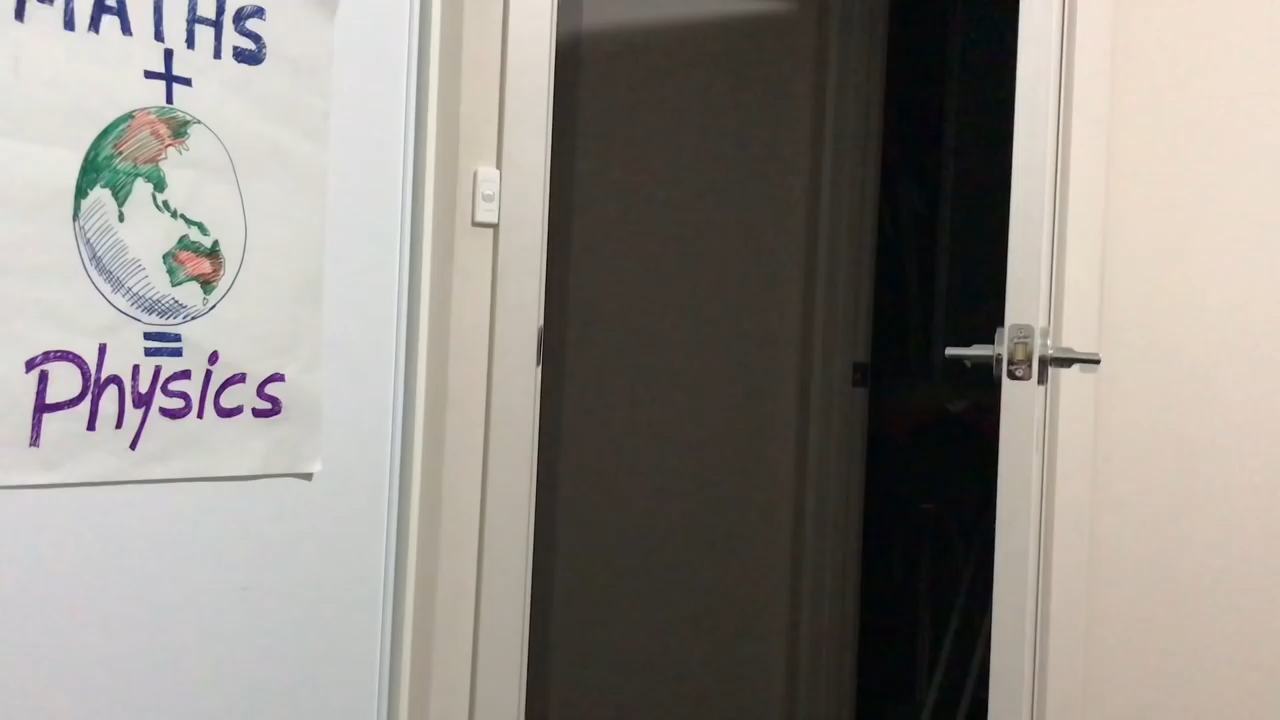 MATHS
+
=
Physics